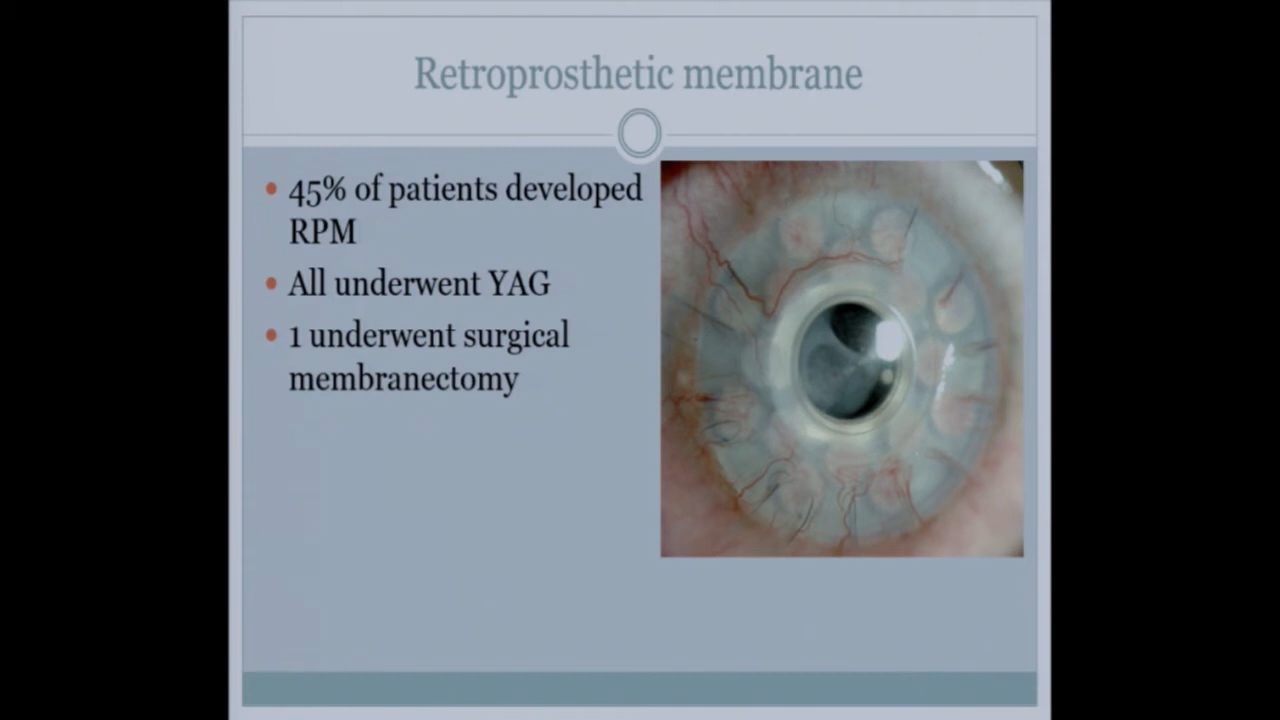 Retroprosthetic membrane
• 45% of patients developed
RPM
• All underwent YAG
• 1 underwent surgical
membranectomy